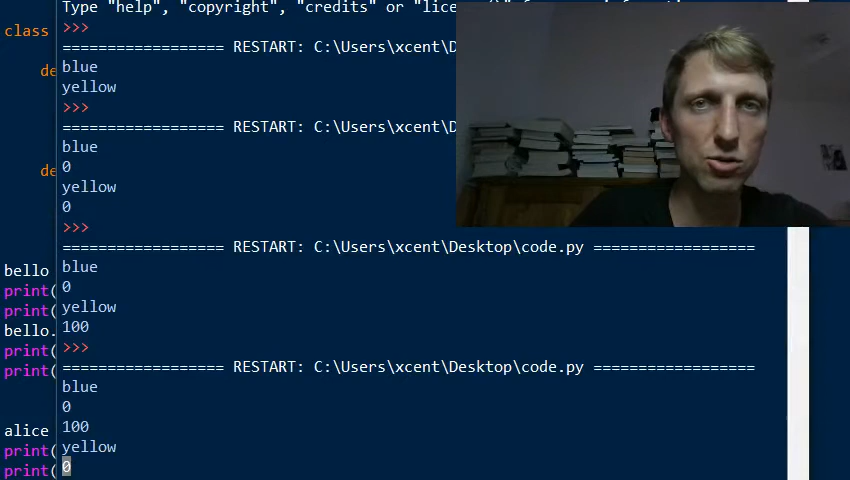 Type "help", "copyright", "credits" or
class
>>>
================== RESTART: C:\Users\xcent\D
blue
de
yellow
>>>
================== RESTART: C:\Users\xcent\D
blue
0
de
yellow
0
>>>
================== RESTART: C:\Users\xcent\Desktop\code.py ==================
blue
bello
0
print(
yellow
print(
100
bello.
>>>
print(
================== RESTART: C:\Users\xcent\Desktop\code.py ==================
print(
blue
0
100
alice
yellow
print(
0
print(